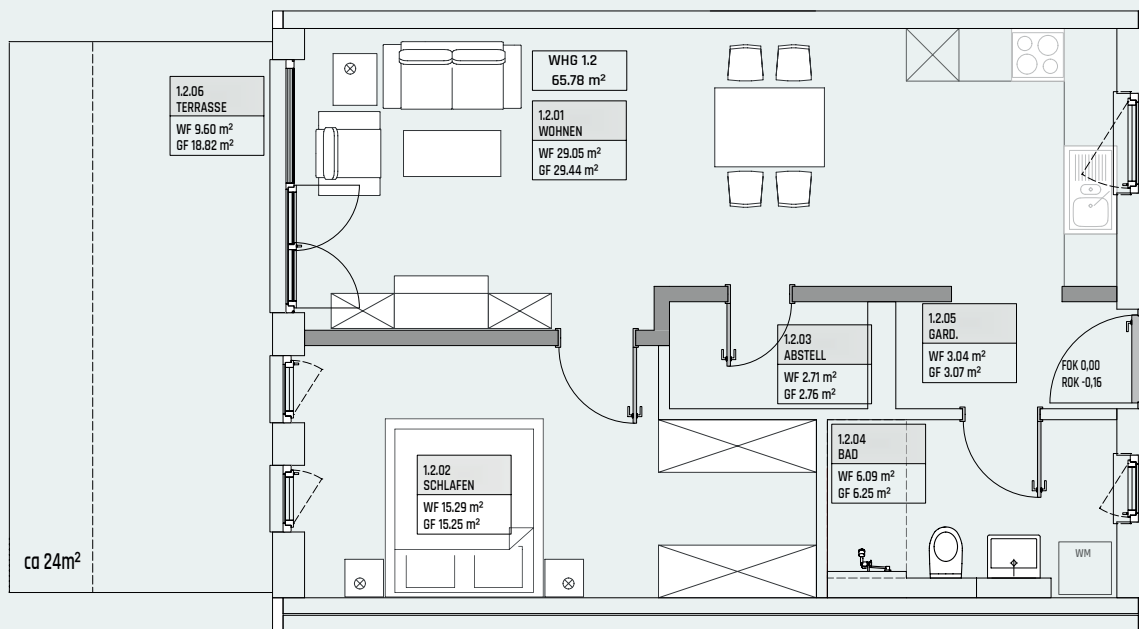 WHG 1.2
65.78 m²
1.2.06
TERRASSE
WF 9.60 m²
GF 18.82 m²
1.2.01
WOHNEN
WF 29.05 m²
GF 29.44 m²
1.2.03
ABSTELL
WF 2.71 m²
GF 2.76 m²
1.2.05
GARD.
WF 3.04 m²
GF 3.07 m²
FOK 0,00
ROK -0,16
1.2.04
BAD
WF 6.09 m²
GF 6.25 m²
1.2.02
SCHLAFEN
WF 15.29 m²
GF 15.25 m²
ca 24m²
WM